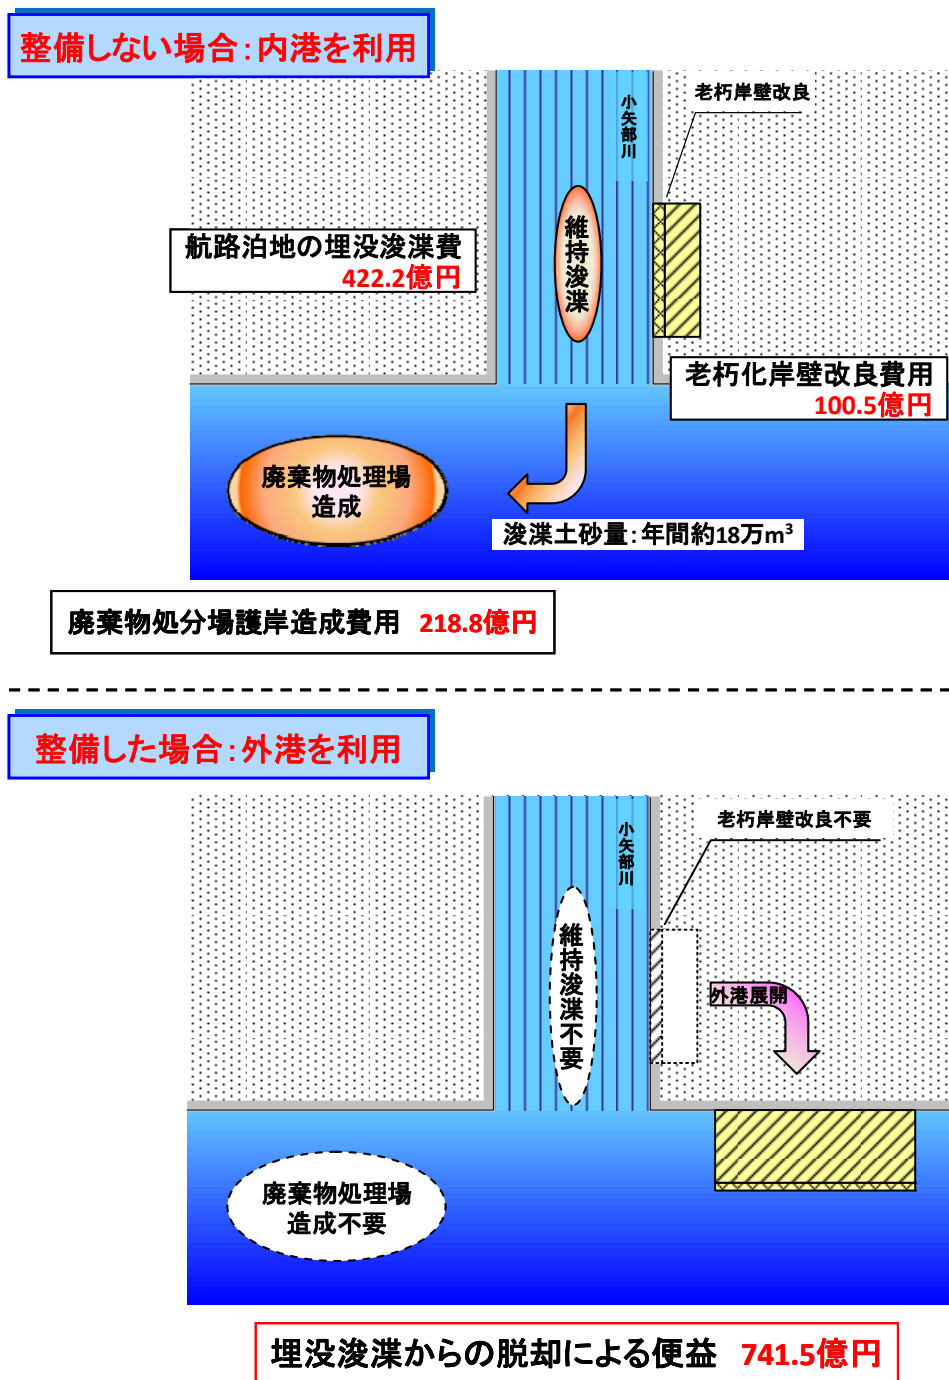 整備しない場合：内港を利用
小矢部川
老朽岸壁改良
維持浚渫
航路泊地の埋没浚渫費
422.2億円
老朽化岸壁改良費用
100.5億円
廃棄物処理場
造成
浚渫土砂量：年間約18万m³
廃棄物処分場護岸造成費用 218.8億円
整備した場合：外港を利用
小矢部川
老朽岸壁改良不要
維持浚渫不要
外港展開
廃棄物処理場
造成不要
埋没浚渫からの脱却による便益 741.5億円